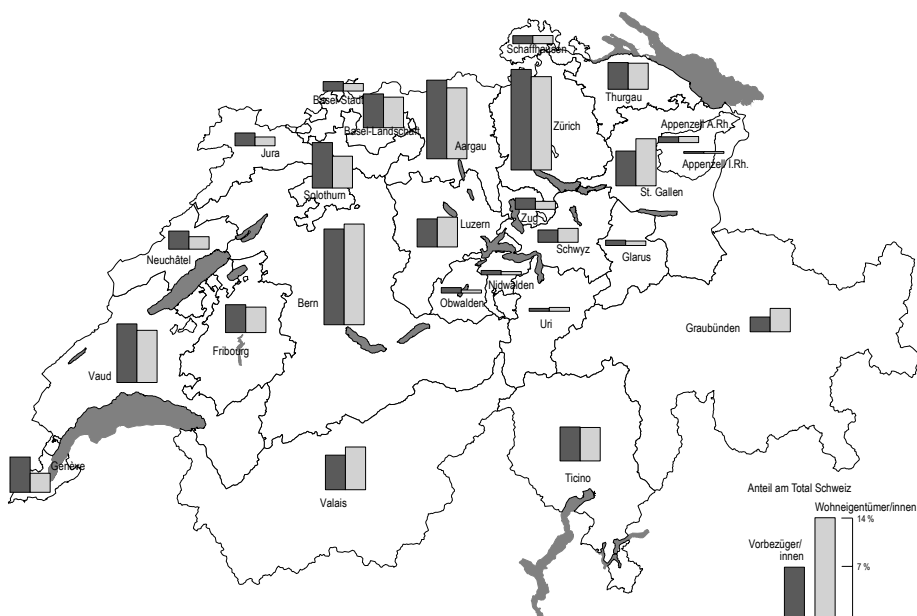 Schaffhausen
Basel-Stadt
Thurgau
Basel-Landschaft
Zürich
Appenzell A.Rh.
Aargau
Jura
Appenzell I.Rh.
Solothurn
St. Gallen
Zug
Luzern
Schwyz
Neuchâtel
Glarus
Nidwalden
Obwalden
Bern
Uri
Graubünden
Fribourg
Vaud
Genève
Ticino
Valais
Anteil am Total Schweiz
Wohneigentümer/innen
14 %
Vorbezüger/
innen
7 %